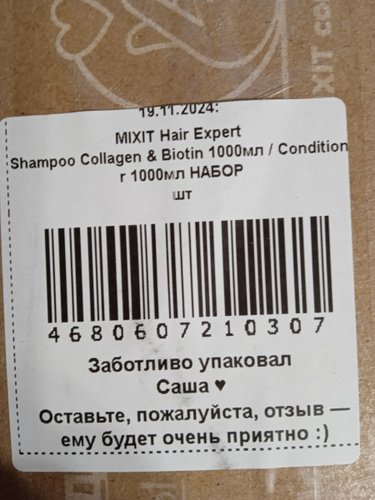 19.11.2024:
MIXIT Hair Expert
Shampoo Collagen & Biotin 1000мл / Condition
r 1000мл НАБОР
шт
4680607210307
Заботливо упаковал
Саша ♥
Оставьте, пожалуйста, отзыв —
ему будет очень приятно :)